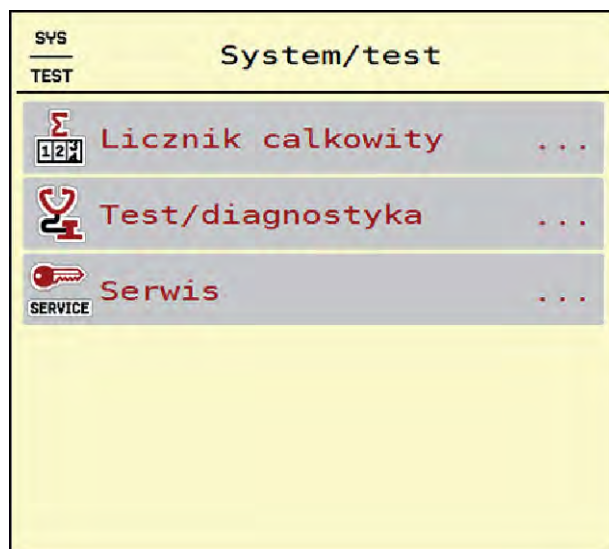 SYS
TEST
System/test
Licznik calkowity ...
Test/diagnostyka ...
SERVICE
Serwis ...